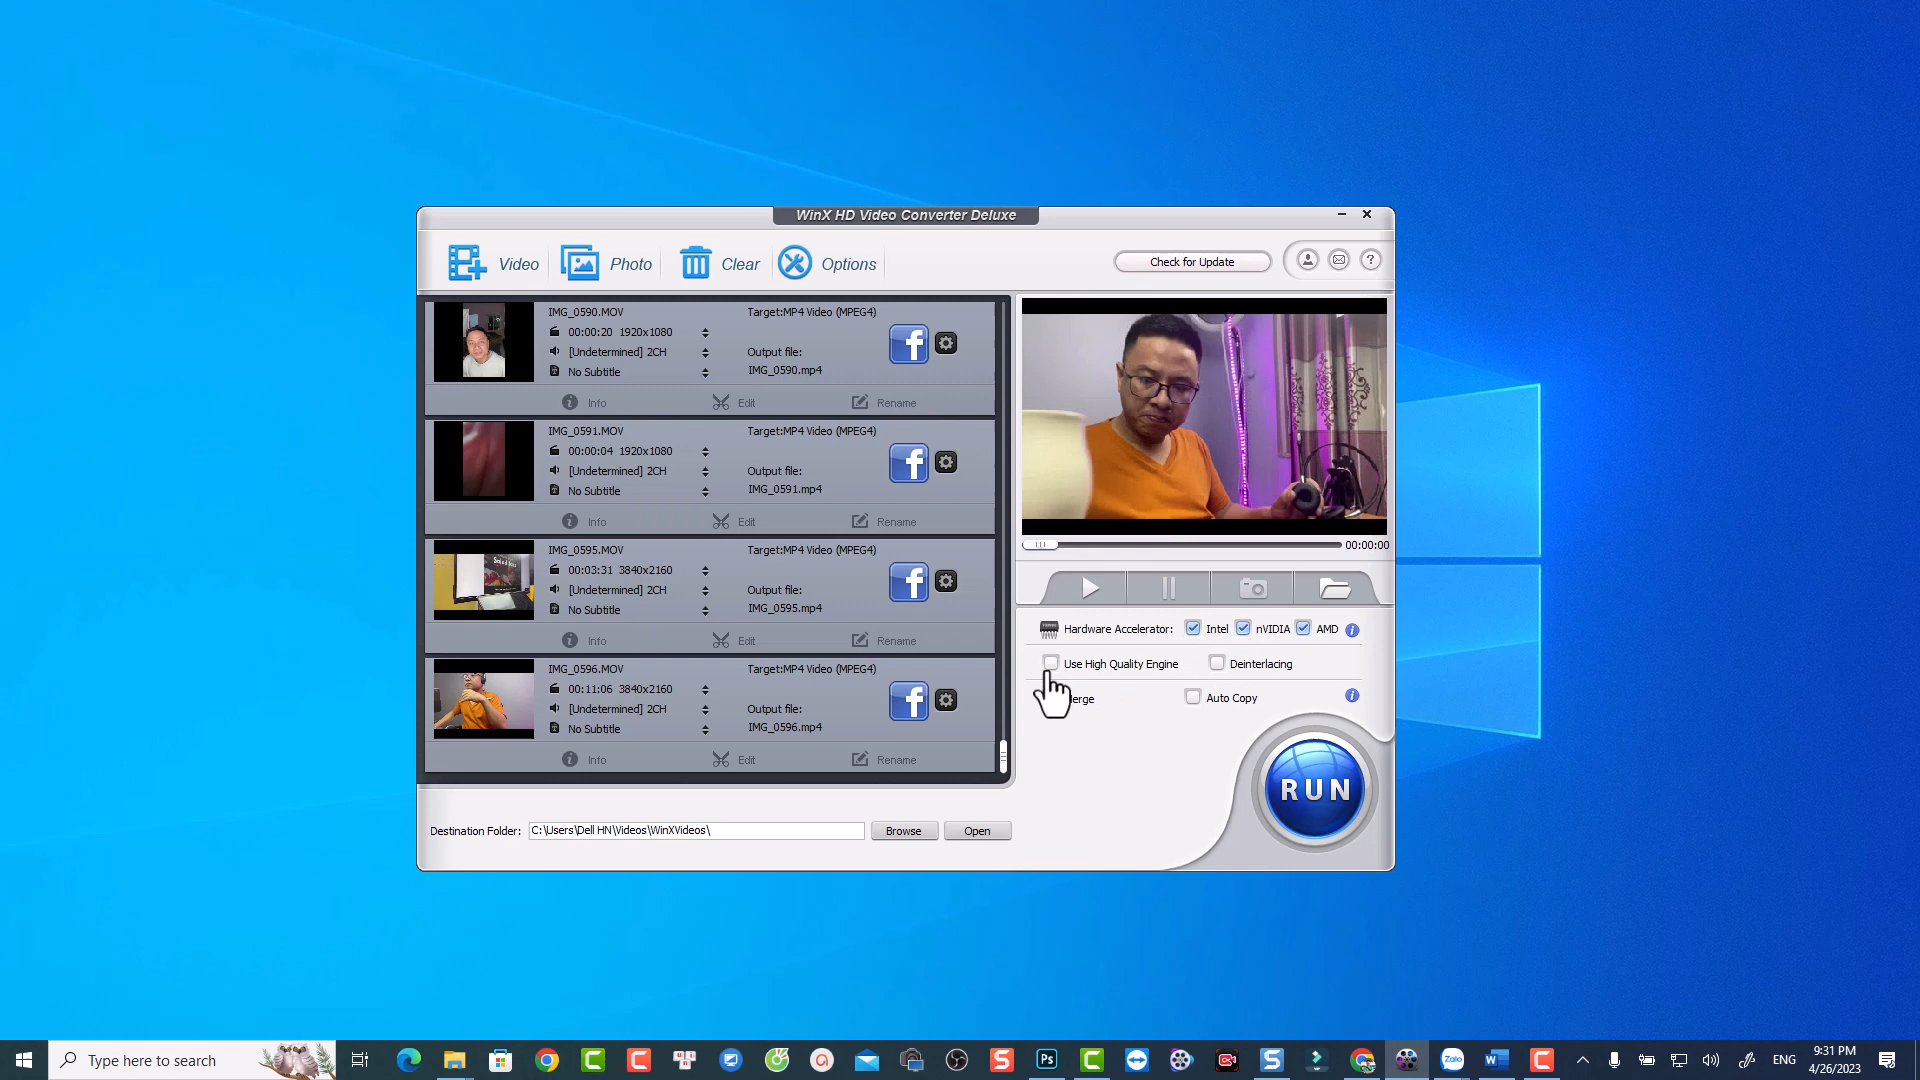 WinX HD Video Converter Deluxe
Video
Photo
Clear
Options
Check for Update
IMG_0590.MOV
Target:MP4 Video (MPEG4)
00:00:20 1920x1080
[Undetermined] 2CH
Output file:
No Subtitle
IMG_0590.mp4
Info
Edit
Rename
IMG_0591.MOV
Target:MP4 Video (MPEG4)
00:00:04 1920x1080
[Undetermined] 2CH
Output file:
No Subtitle
IMG_0591.mp4
Info
Edit
Rename
IMG_0595.MOV
Target:MP4 Video (MPEG4)
00:03:31 3840x2160
[Undetermined] 2CH
Output file:
No Subtitle
IMG_0595.mp4
Info
Edit
Rename
IMG_0596.MOV
Target:MP4 Video (MPEG4)
00:11:06 3840x2160
[Undetermined] 2CH
Output file:
No Subtitle
IMG_0596.mp4
Info
Edit
Rename
00:00:00
Hardware Accelerator: Intel nVIDIA AMD
Use High Quality Engine
Deinterlacing
Auto Copy
RUN
Destination Folder: C:\Users\Dell HN\Videos\WinXVideos\
Browse
Open
Type here to search
Ps
Zalo
ENG
9:31 PM
4/26/2023